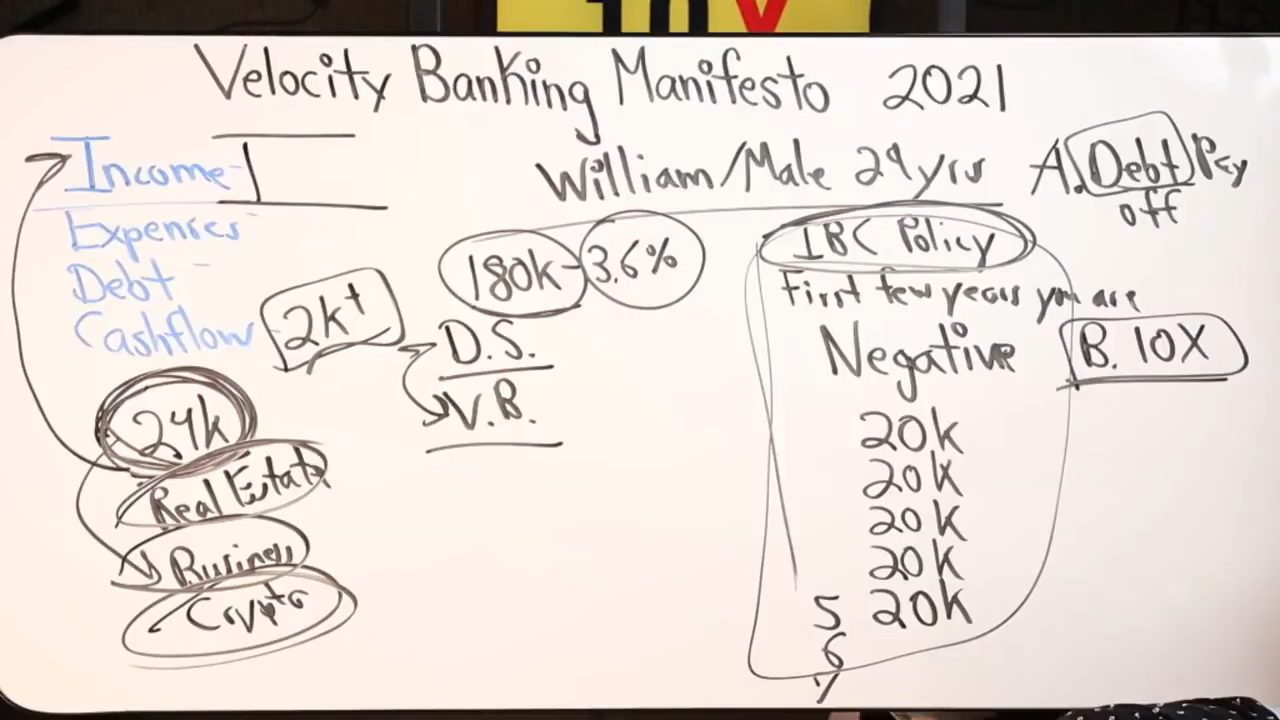 10X
Velocity Banking Manifesto 2021
Income
William/Male 29yrs
A. Debt Pay off
Expenses
Debt
Cashflow 2k+
180k - 3.6%
D.S.
V.B.
IBC Policy
First few years you are
Negative
B. 10X
20k
20k
20k
20k
5 20k
6
7
24k
Real Estate
Business
Crypto